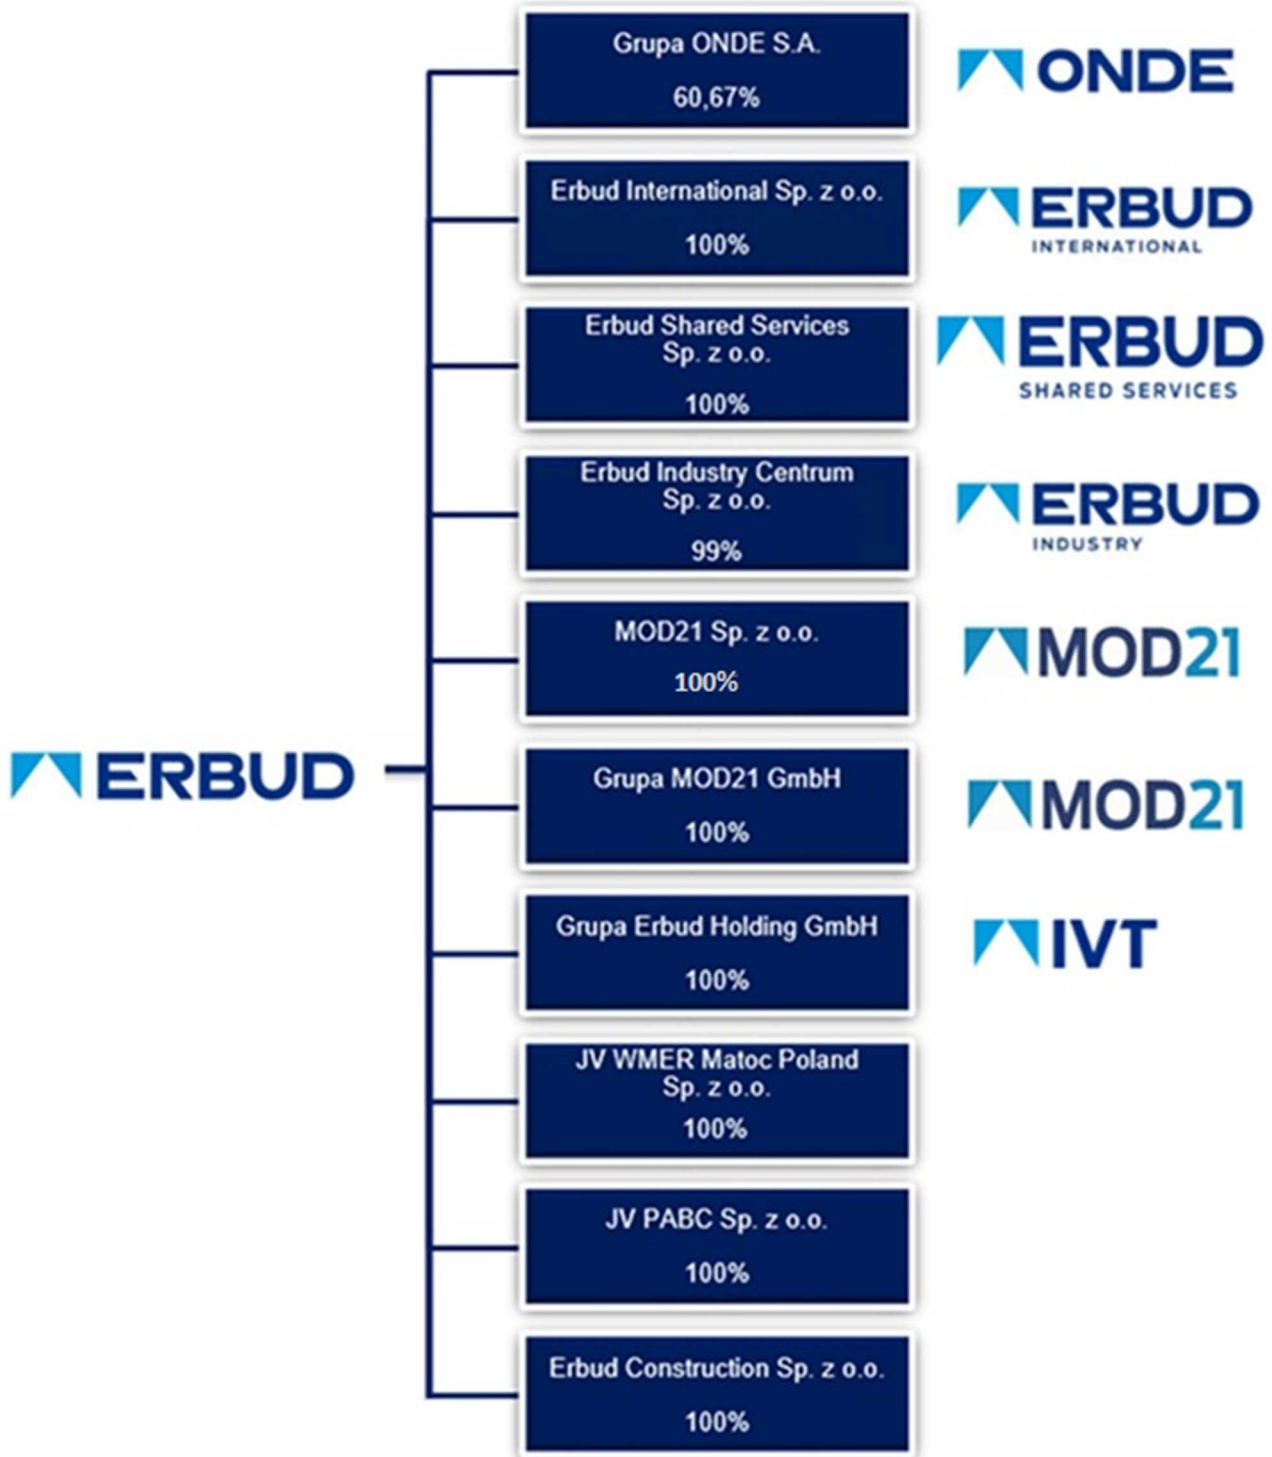 Grupa ONDE S.A.
60,67%
ONDE
Erbud International Sp. z o.o.
100%
ERBUD
INTERNATIONAL
Erbud Shared Services
Sp. z o.o.
100%
ERBUD
SHARED SERVICES
Erbud Industry Centrum
Sp. z o.o.
99%
ERBUD
INDUSTRY
MOD21 Sp. z o.o.
100%
MOD21
ERBUD
Grupa MOD21 GmbH
100%
MOD21
Grupa Erbud Holding GmbH
100%
IVT
JV WMER Matoc Poland
Sp. z o.o.
100%
JV PABC Sp. z o.o.
100%
Erbud Construction Sp. z o.o.
100%